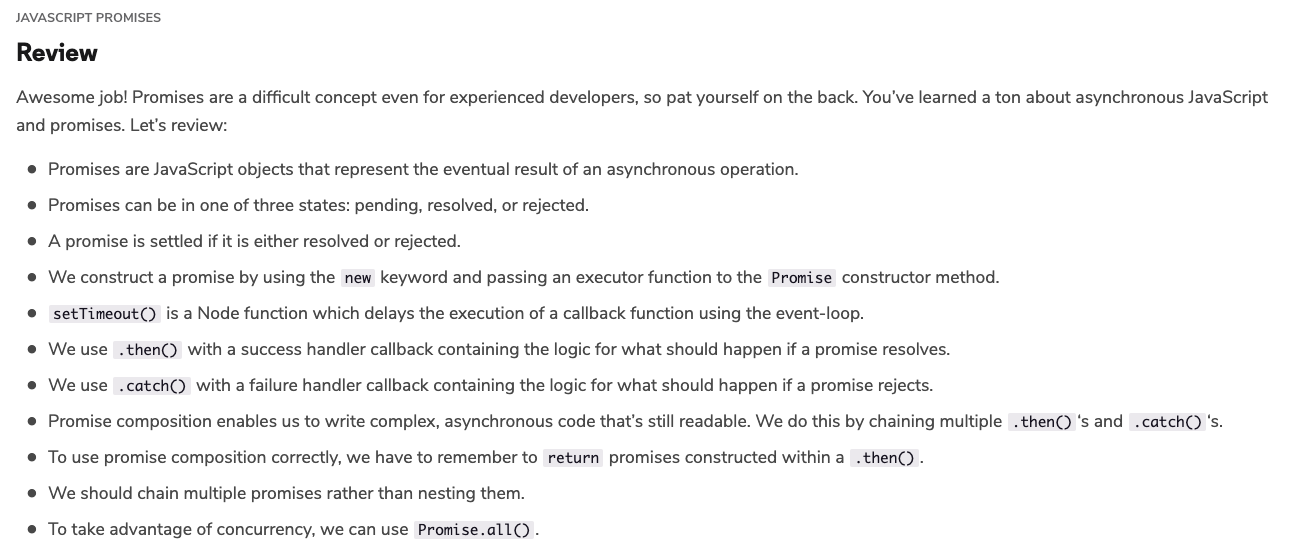 JAVASCRIPT PROMISES
Review
Awesome job! Promises are a difficult concept even for experienced developers, so pat yourself on the back. You’ve learned a ton about asynchronous JavaScript
and promises. Let’s review:
● Promises are JavaScript objects that represent the eventual result of an asynchronous operation.
● Promises can be in one of three states: pending, resolved, or rejected.
● A promise is settled if it is either resolved or rejected.
● We construct a promise by using the new keyword and passing an executor function to the Promise constructor method.
● setTimeout() is a Node function which delays the execution of a callback function using the event-loop.
● We use .then() with a success handler callback containing the logic for what should happen if a promise resolves.
● We use .catch() with a failure handler callback containing the logic for what should happen if a promise rejects.
● Promise composition enables us to write complex, asynchronous code that’s still readable. We do this by chaining multiple .then() ‘s and .catch() ‘s.
● To use promise composition correctly, we have to remember to return promises constructed within a .then() .
● We should chain multiple promises rather than nesting them.
● To take advantage of concurrency, we can use Promise.all() .